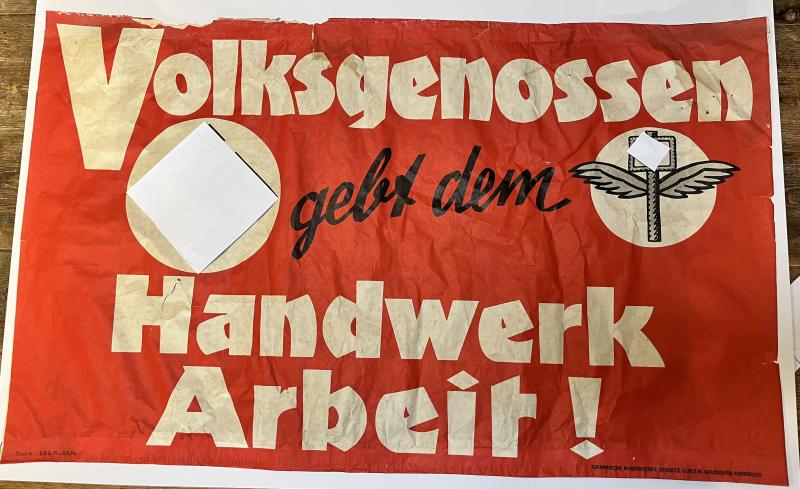 Volksgenossen
gebt dem
Handwerk
Arbeit!